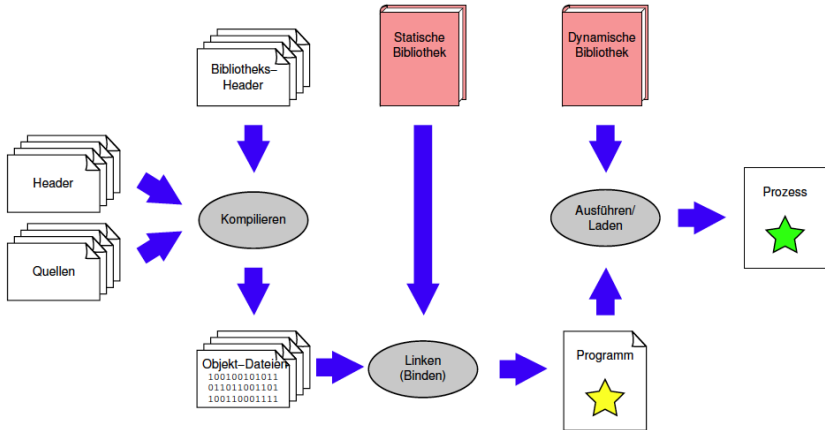 Bibliotheks–
Header
Statische
Bibliothek
Dynamische
Bibliothek
Header
Kompilieren
Ausführen/
Laden
Prozess
Quellen
Objekt–Dateien
100100101011
011011001101
100110001111
Linken
(Binden)
Programm